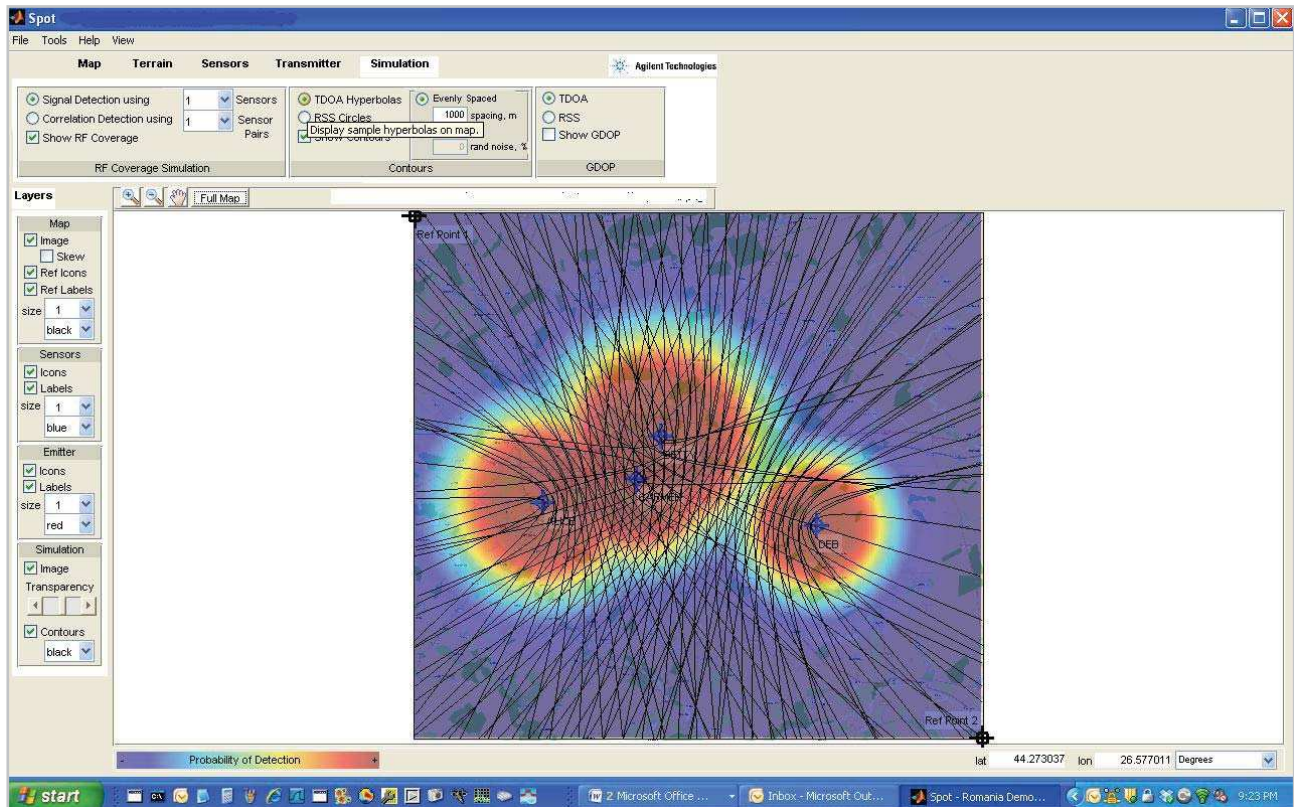 Spot
File Tools Help View
Map Terrain Sensors Transmitter Simulation
Agilent Technologies
Signal Detection using 1 Sensors
Correlation Detection using 1 Sensor Pairs
Show RF Coverage
RF Coverage Simulation
TDOA Hyperbolas
RSS Circles
Display sample hyperbolas on map.
Show Contours
Evenly Spaced
1000 spacing, m
0 rand noise, %
Contours
TDOA
RSS
Show GDOP
GDOP
Layers
Full Map
Map
Image
Skew
Ref Icons
Ref Labels
size 1
black
Sensors
Icons
Labels
size 1
blue
Emitter
Icons
Labels
size 1
red
Simulation
Image
Transparency
Contours
black
Ref Point 1
CARMEN
DEB
Ref Point 2
- Probability of Detection +
lat 44.273037 lon 26.577011 Degrees
start
2 Microsoft Office ...
Inbox - Microsoft Out...
Spot - Romania Demo...
9:23 PM